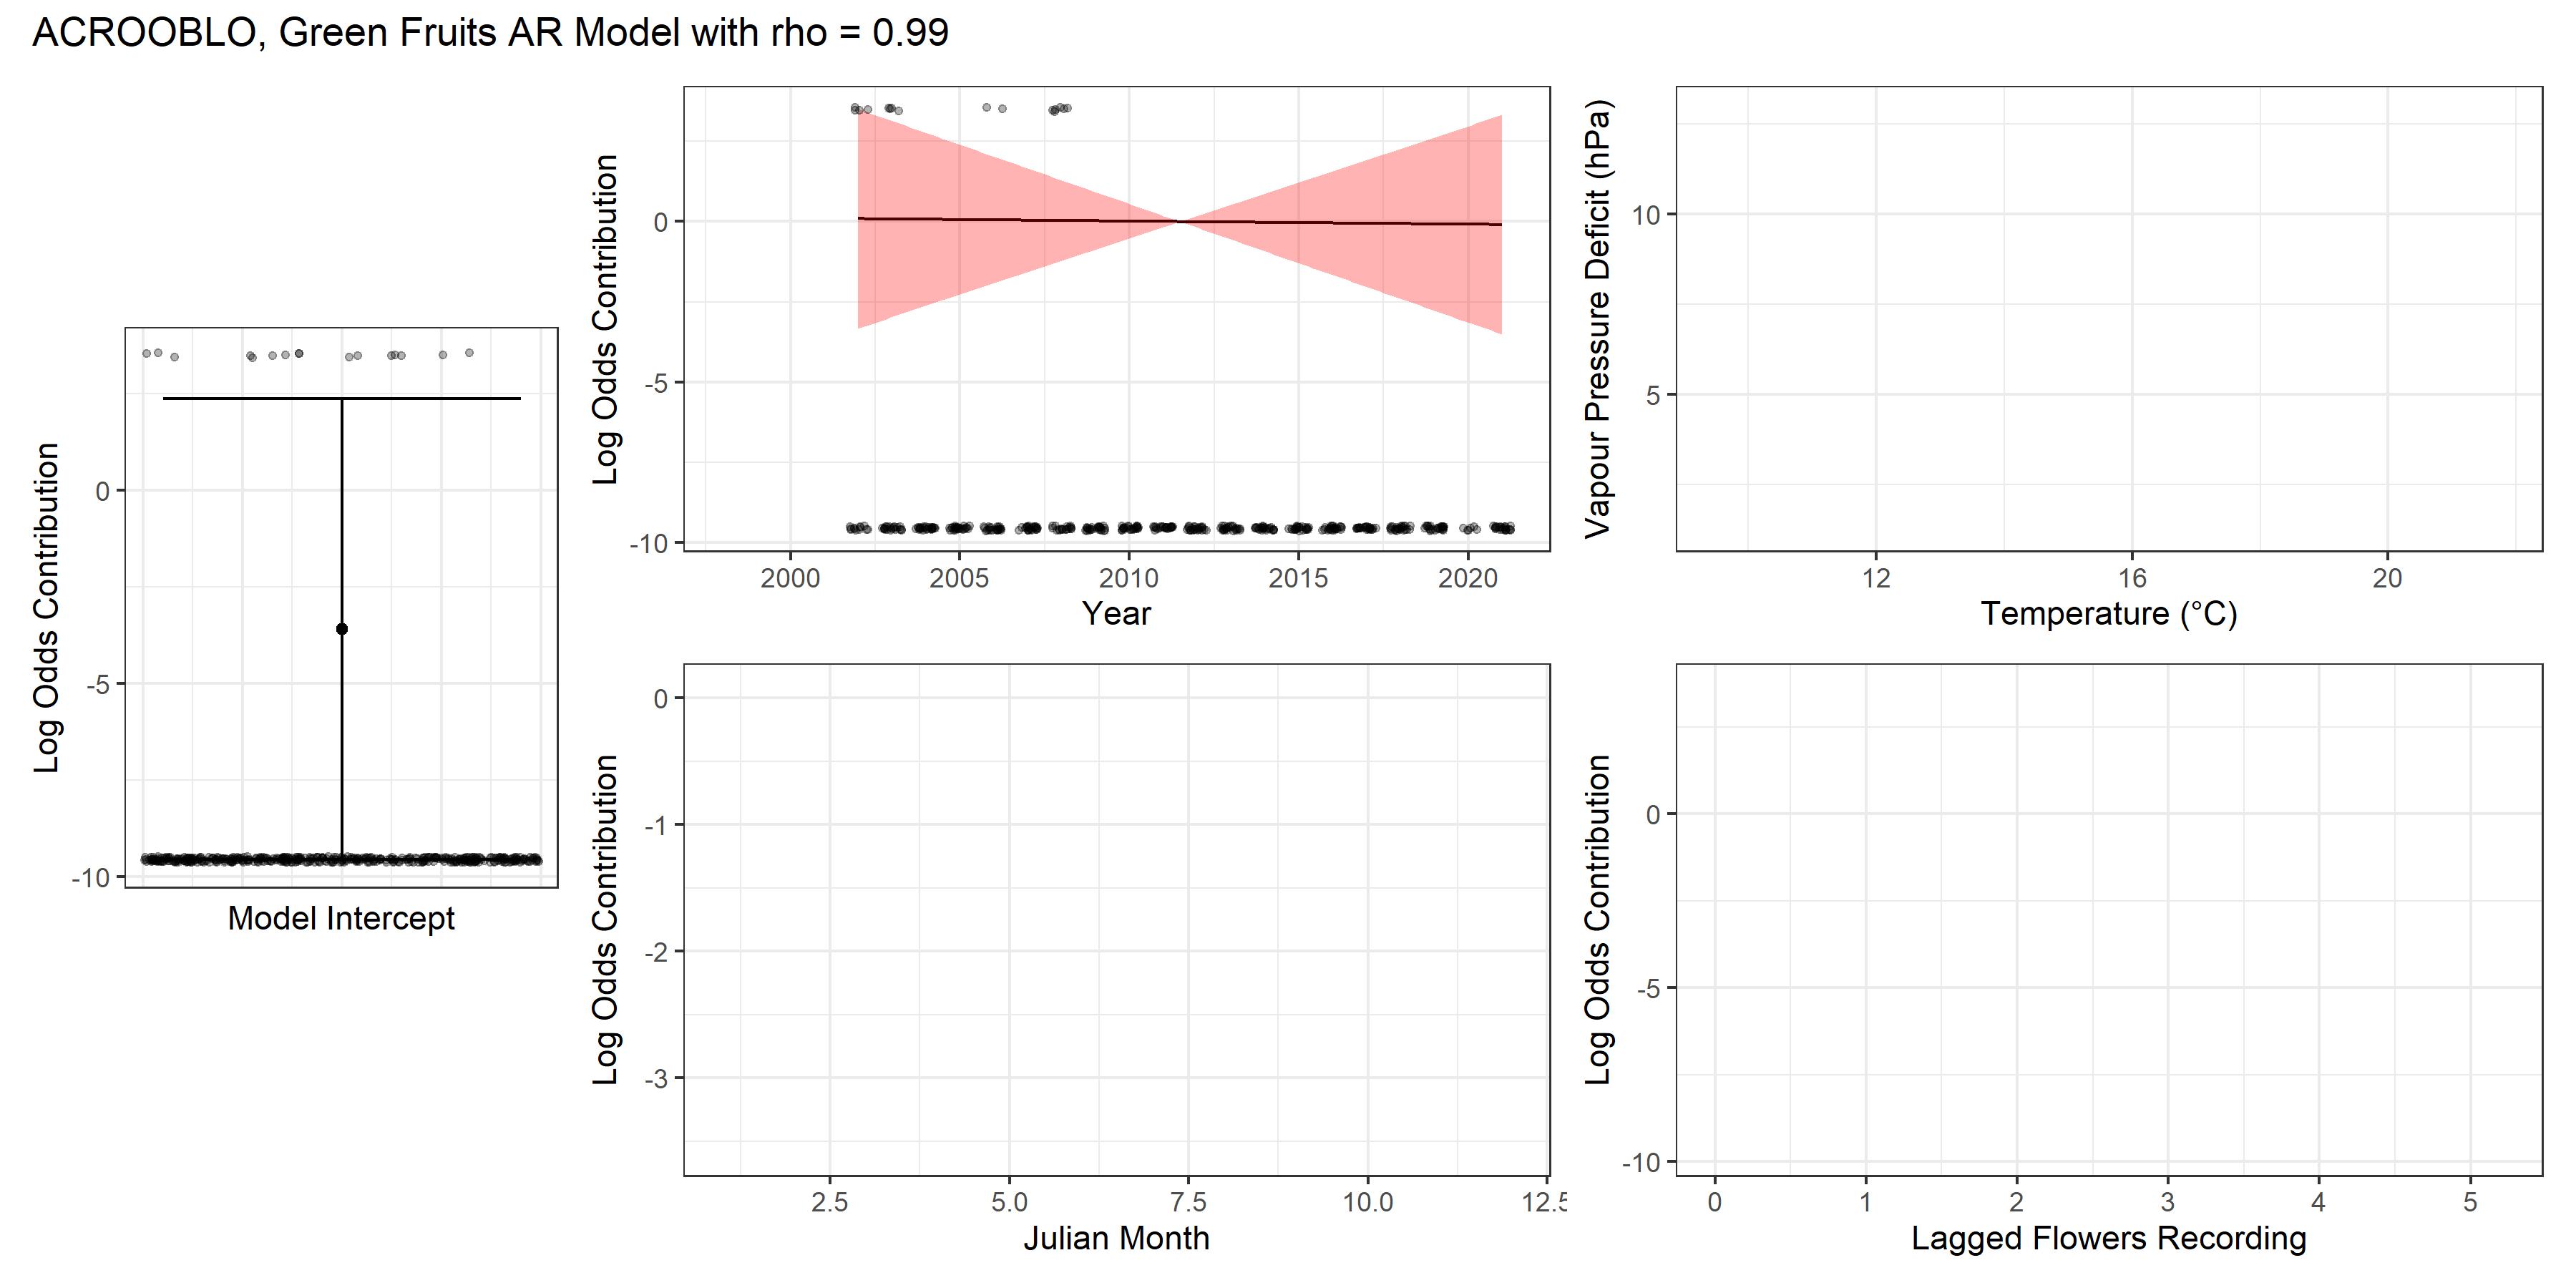 ACROOBLO, Green Fruits AR Model with rho = 0.99
Log Odds Contribution
0
-5
-10
Model Intercept
Log Odds Contribution
0
-5
-10
2000 2005 2010 2015 2020
Year
Vapour Pressure Deficit (hPa)
10
5
12 16 20
Temperature (°C)
Log Odds Contribution
0
-1
-2
-3
2.5 5.0 7.5 10.0 12.5
Julian Month
Log Odds Contribution
0
-5
-10
0 1 2 3 4 5
Lagged Flowers Recording